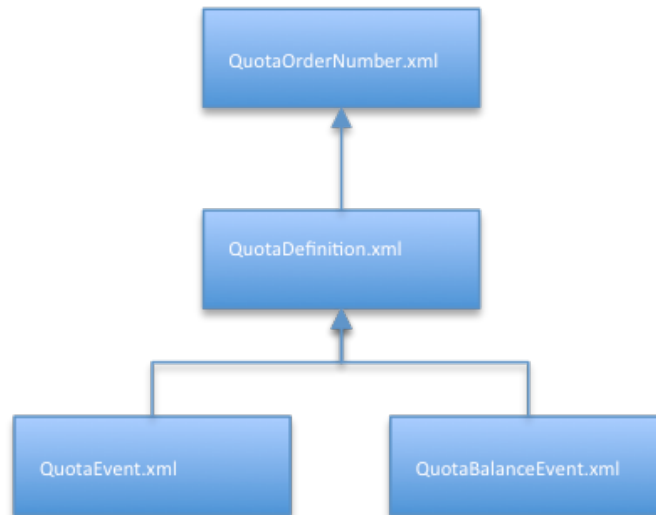 QuotaOrderNumber.xml
QuotaDefinition.xml
QuotaEvent.xml
QuotaBalanceEvent.xml